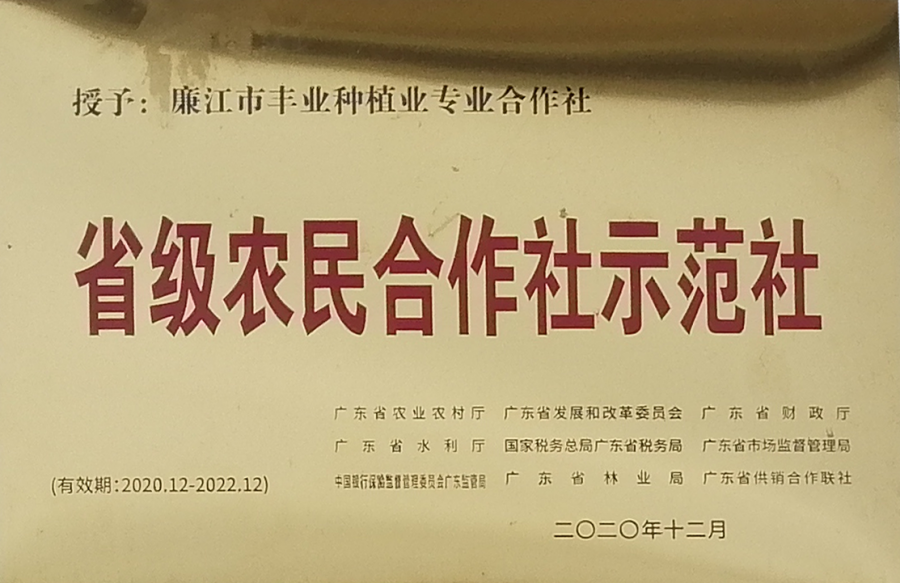 授予：廉江市丰业种植业专业合作社
省级农民合作社示范社
广东省农业农村厅 广东省发展和改革委员会 广东省财政厅
广东省水利厅 国家税务总局广东省税务局 广东省市场监督管理局
中国银行保险监督管理委员会广东监管局 广东省林业局 广东省供销合作联社
(有效期：2020.12-2022.12)
二〇二〇年十二月